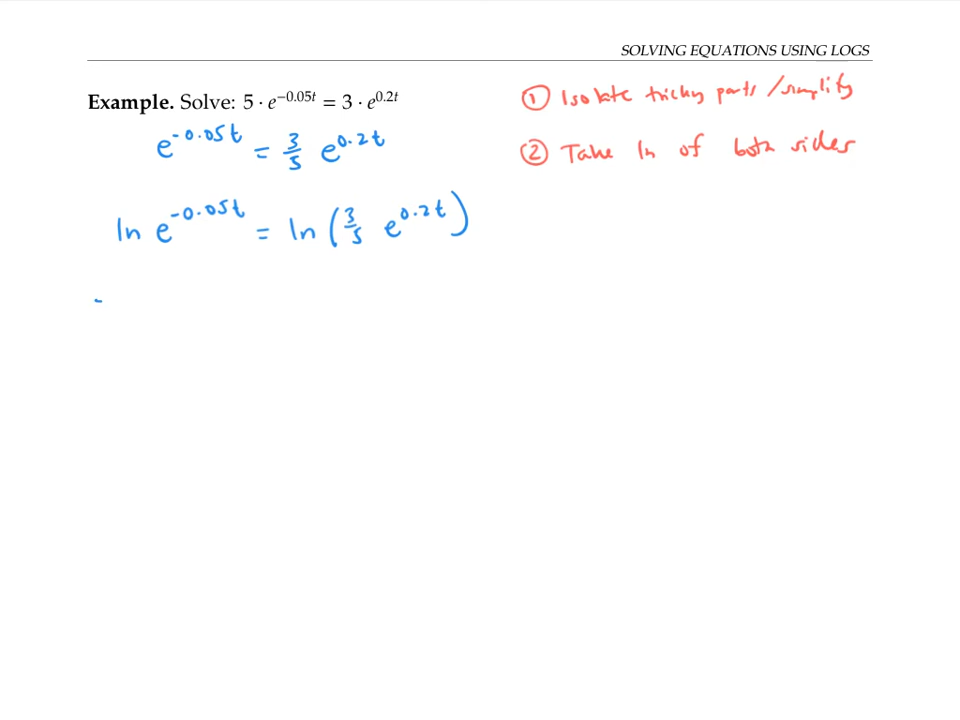 SOLVING EQUATIONS USING LOGS
Example. Solve: 5 · e^{−0.05t} = 3 · e^{0.2t}
① Isolate tricky parts /simplify
e^{-0.05t} = 3/5 e^{0.2t}
② Take ln of both sides
ln e^{-0.05t} = ln (3/5 e^{0.2t})
-